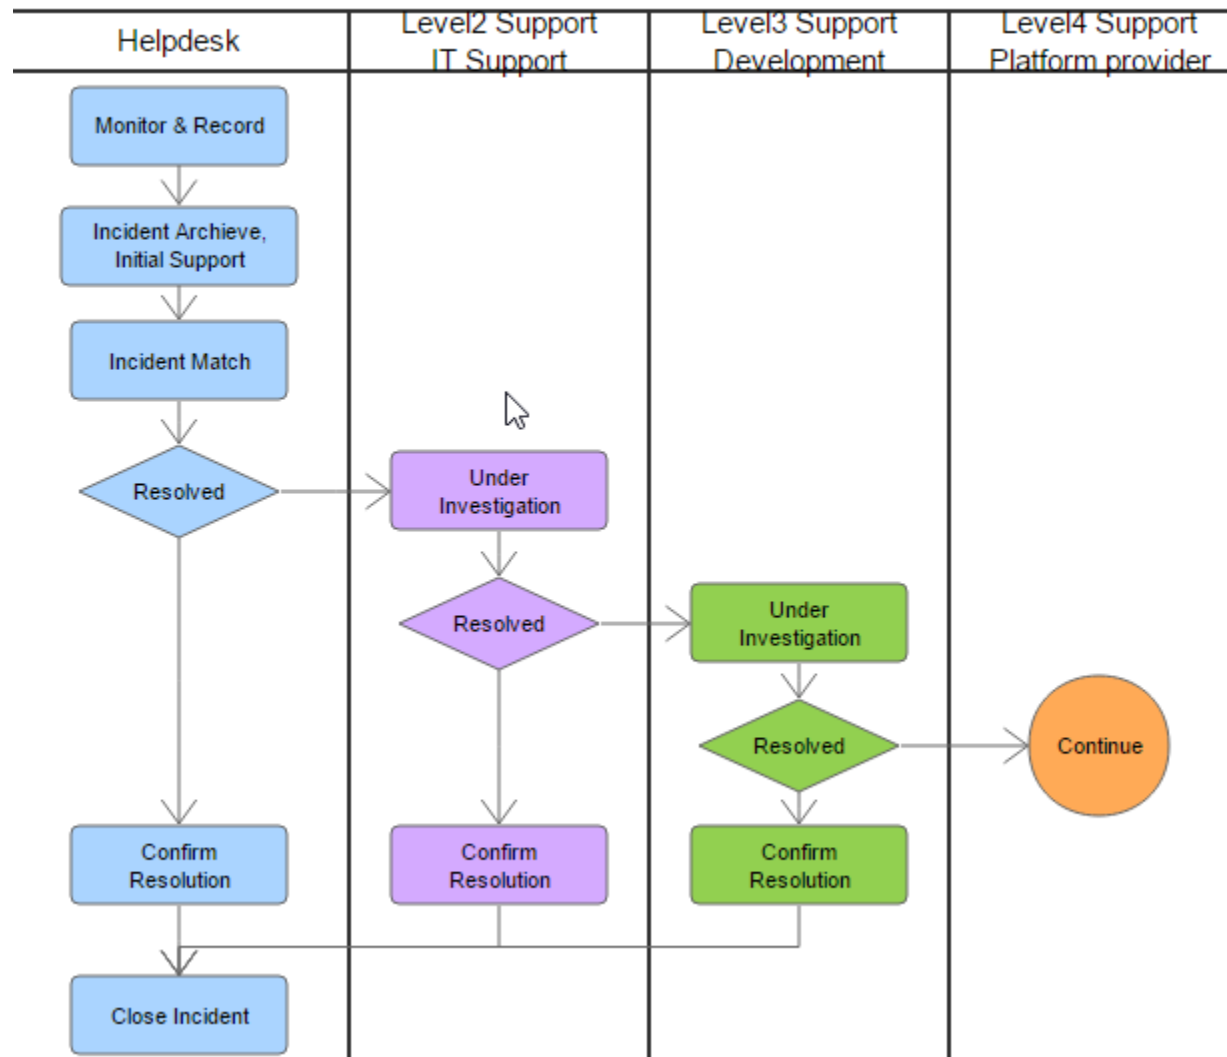 Helpdesk
Level2 Support
IT Support
Level3 Support
Development
Level4 Support
Platform provider
Monitor & Record
Incident Archieve,
Initial Support
Incident Match
Resolved
Under
Investigation
Resolved
Under
Investigation
Resolved
Continue
Confirm
Resolution
Confirm
Resolution
Confirm
Resolution
Close Incident